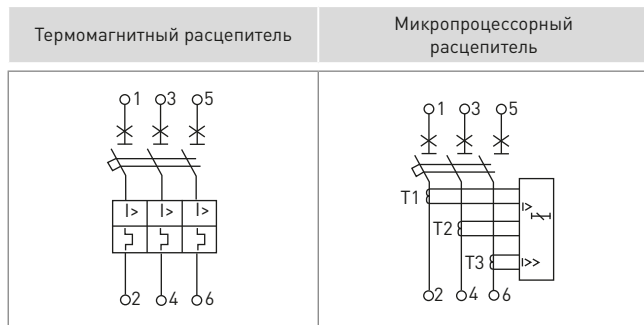 Термомагнитный расцепитель
Микропроцессорный
расцепитель
1 3 5
I> I> I>
2 4 6
1 3 5
T1
I>
T2
T3
I>>
2 4 6